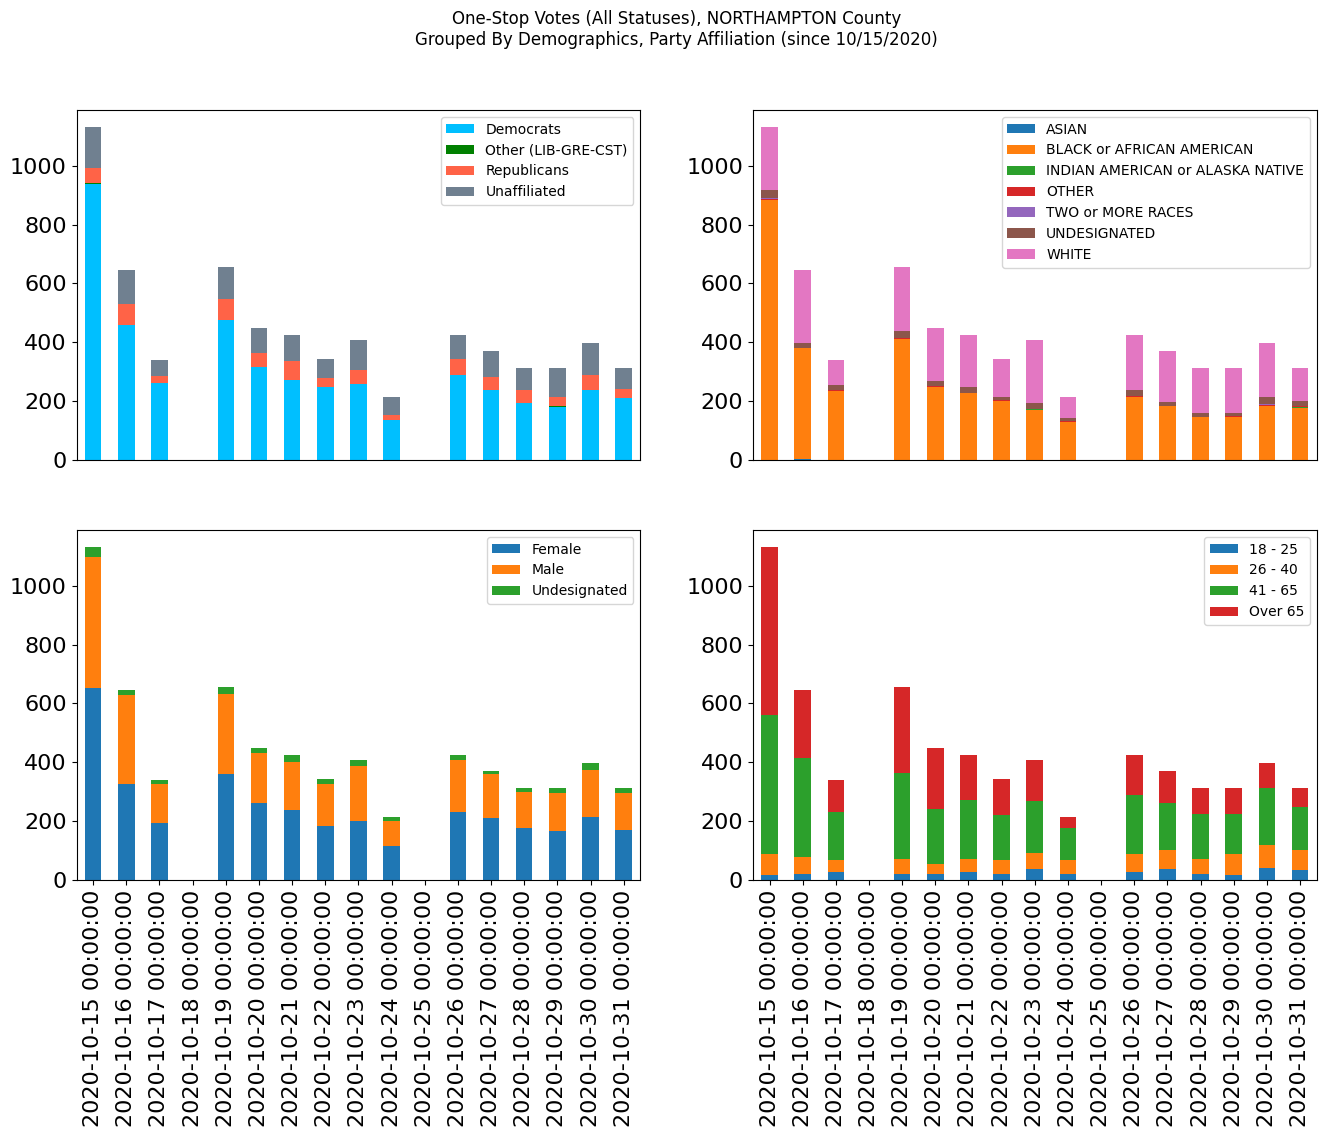 One-Stop Votes (All Statuses), NORTHAMPTON County
Grouped By Demographics, Party Affiliation (since 10/15/2020)
1000
800
600
400
200
0
Democrats
Other (LIB-GRE-CST)
Republicans
Unaffiliated
1000
800
600
400
200
0
ASIAN
BLACK or AFRICAN AMERICAN
INDIAN AMERICAN or ALASKA NATIVE
OTHER
TWO or MORE RACES
UNDESIGNATED
WHITE
1000
800
600
400
200
0
Female
Male
Undesignated
2020-10-15 00:00:00
2020-10-16 00:00:00
2020-10-17 00:00:00
2020-10-18 00:00:00
2020-10-19 00:00:00
2020-10-20 00:00:00
2020-10-21 00:00:00
2020-10-22 00:00:00
2020-10-23 00:00:00
2020-10-24 00:00:00
2020-10-25 00:00:00
2020-10-26 00:00:00
2020-10-27 00:00:00
2020-10-28 00:00:00
2020-10-29 00:00:00
2020-10-30 00:00:00
2020-10-31 00:00:00
1000
800
600
400
200
0
18 - 25
26 - 40
41 - 65
Over 65
2020-10-15 00:00:00
2020-10-16 00:00:00
2020-10-17 00:00:00
2020-10-18 00:00:00
2020-10-19 00:00:00
2020-10-20 00:00:00
2020-10-21 00:00:00
2020-10-22 00:00:00
2020-10-23 00:00:00
2020-10-24 00:00:00
2020-10-25 00:00:00
2020-10-26 00:00:00
2020-10-27 00:00:00
2020-10-28 00:00:00
2020-10-29 00:00:00
2020-10-30 00:00:00
2020-10-31 00:00:00